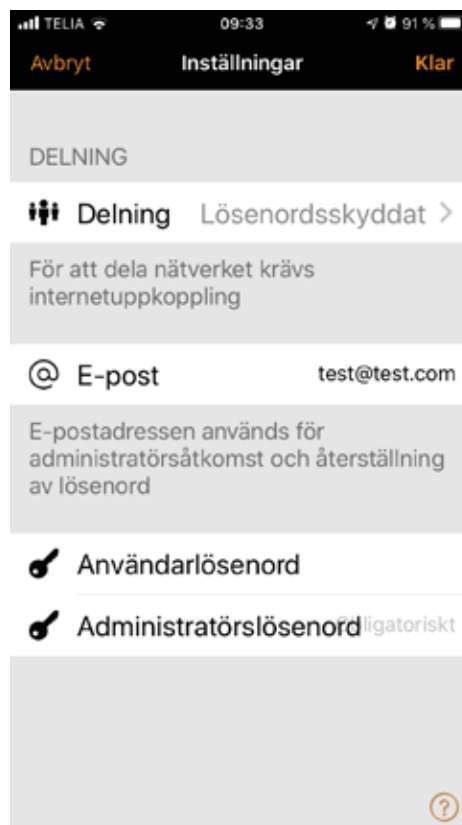 TELIA 09:33 91 %
Avbryt Inställningar Klar
DELNING
Delning Lösenordsskyddat
För att dela nätverket krävs
internetuppkoppling
@ E-post test@test.com
E-postadressen används för
administratörsåtkomst och återställning
av lösenord
Användarlösenord
Administratörslösenord Obligatoriskt
?